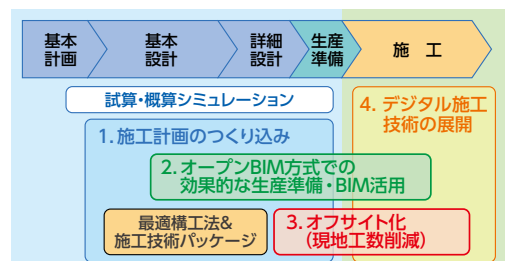 基本
計画
基本
設計
詳細
設計
生産
準備
施 工
試算・概算シミュレーション
1. 施工計画のつくり込み
4. デジタル施工
技術の展開
2. オープンBIM方式での
効果的な生産準備・BIM活用
最適構工法&
施工技術パッケージ
3. オフサイト化
(現地工数削減)